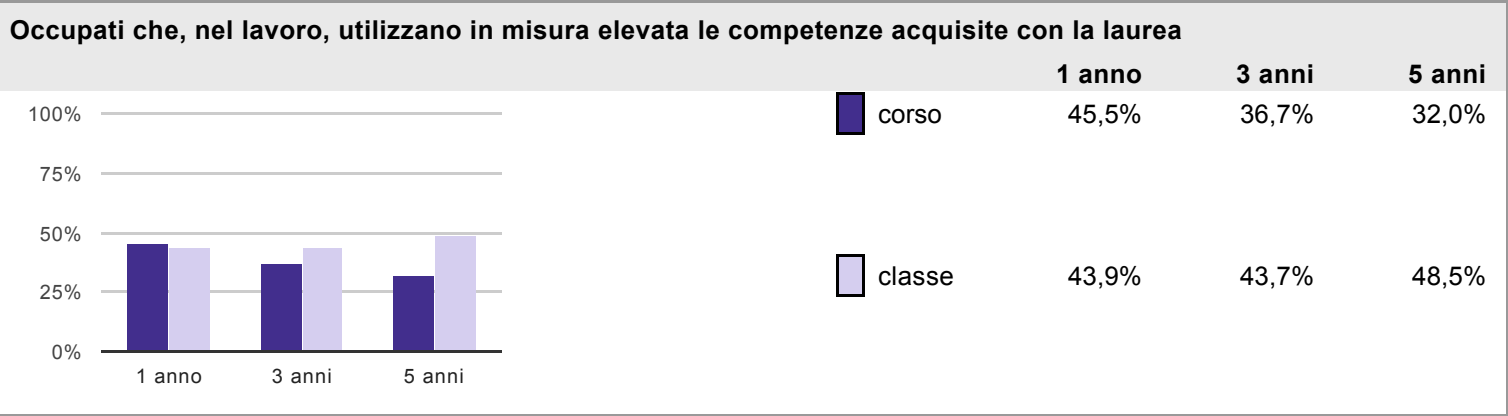 Occupati che, nel lavoro, utilizzano in misura elevata le competenze acquisite con la laurea
1 anno 3 anni 5 anni
corso 45,5% 36,7% 32,0%
classe 43,9% 43,7% 48,5%
100%
75%
50%
25%
0%
1 anno 3 anni 5 anni